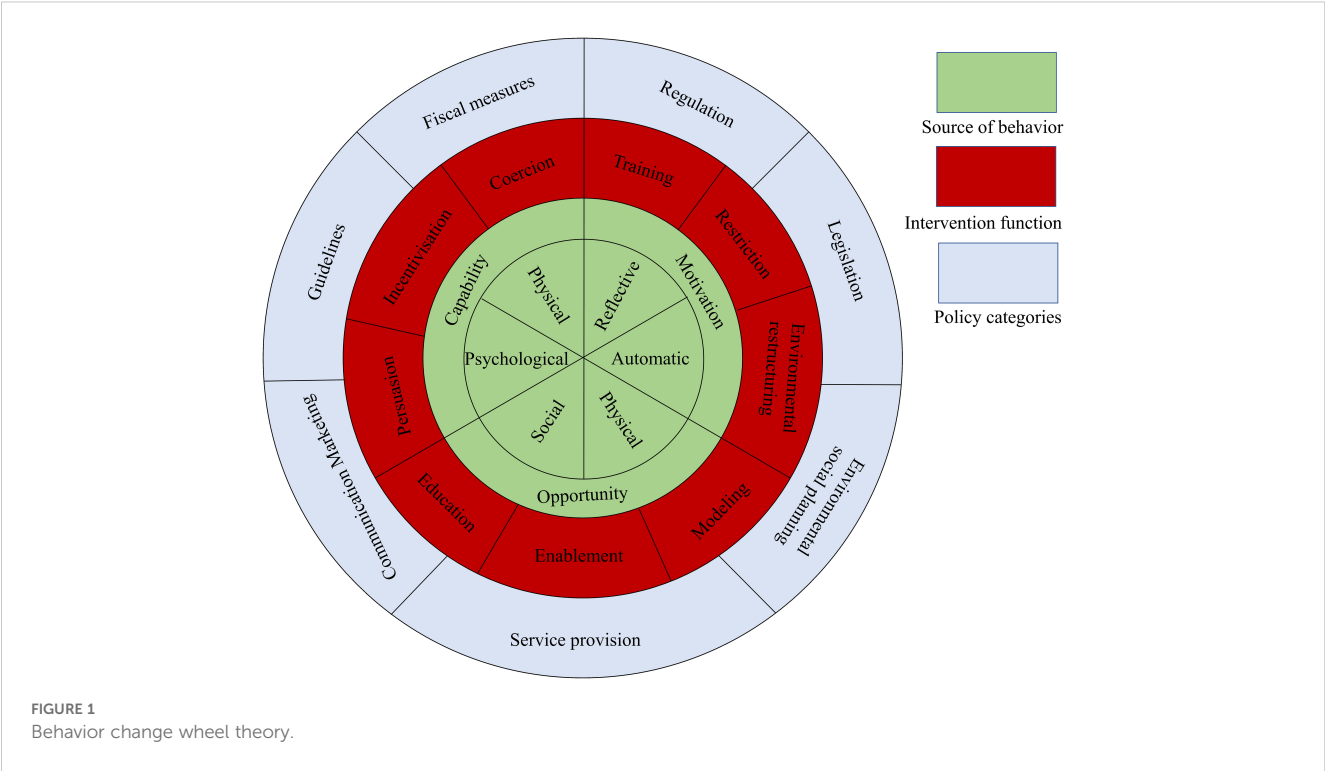 Fiscal measures
Regulation
Guidelines
Legislation
Communication Marketing
Environmental
social planning
Service provision
Coercion
Training
Incentivisation
Restriction
Persuasion
Environmental
restructuring
Education
Modeling
Enablement
Capability
Motivation
Opportunity
Physical
Reflective
Psychological
Automatic
Social
Physical
Source of behavior
Intervention function
Policy categories
FIGURE 1
Behavior change wheel theory.